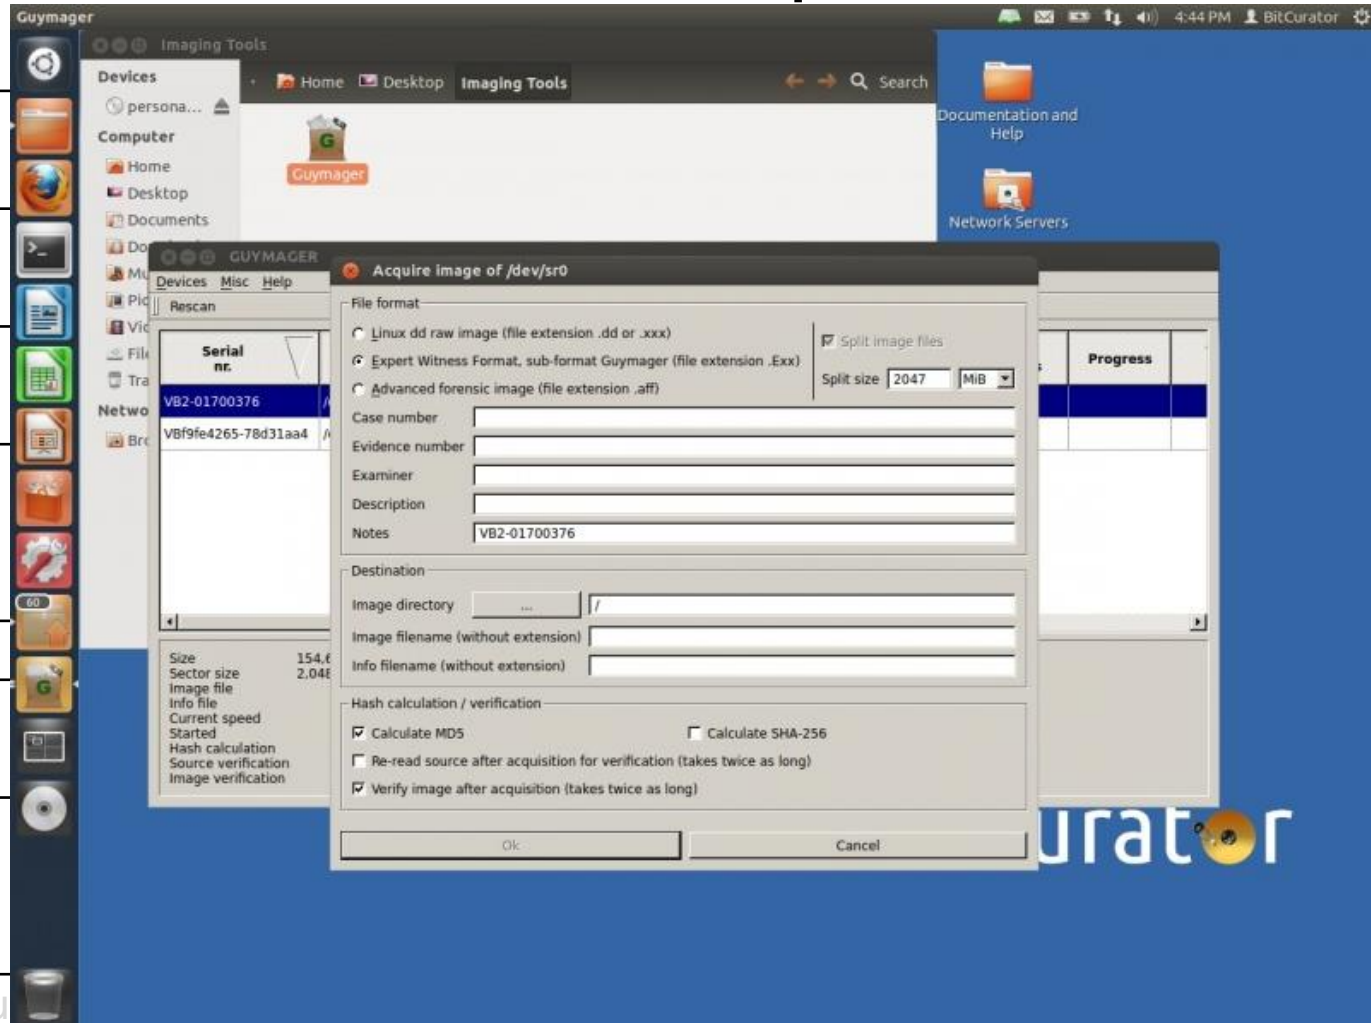 Guymager
4:44 PM BitCurator
Imaging Tools
Devices
Home Desktop Imaging Tools
Search
persona...
Computer
Guymager
Home
Desktop
Documents
Documentation and
Help
Network Servers
GUYMAGER
Devices Misc Help
Rescan
Serial
nr.
Progress
VB2-01700376
VBf9fe4265-78d31aa4
Acquire image of /dev/sr0
File format
Linux dd raw image (file extension .dd or .xxx)
Expert Witness Format, sub-format Guymager (file extension .Exx)
Advanced forensic image (file extension .aff)
Split image files
Split size 2047 MiB
Case number
Evidence number
Examiner
Description
Notes VB2-01700376
Destination
Image directory ... /
Image filename (without extension)
Info filename (without extension)
Hash calculation / verification
Calculate MD5
Calculate SHA-256
Re-read source after acquisition for verification (takes twice as long)
Verify image after acquisition (takes twice as long)
Ok
Cancel
Size
Sector size
Image file
Info file
Current speed
Started
Hash calculation
Source verification
Image verification
60
urator